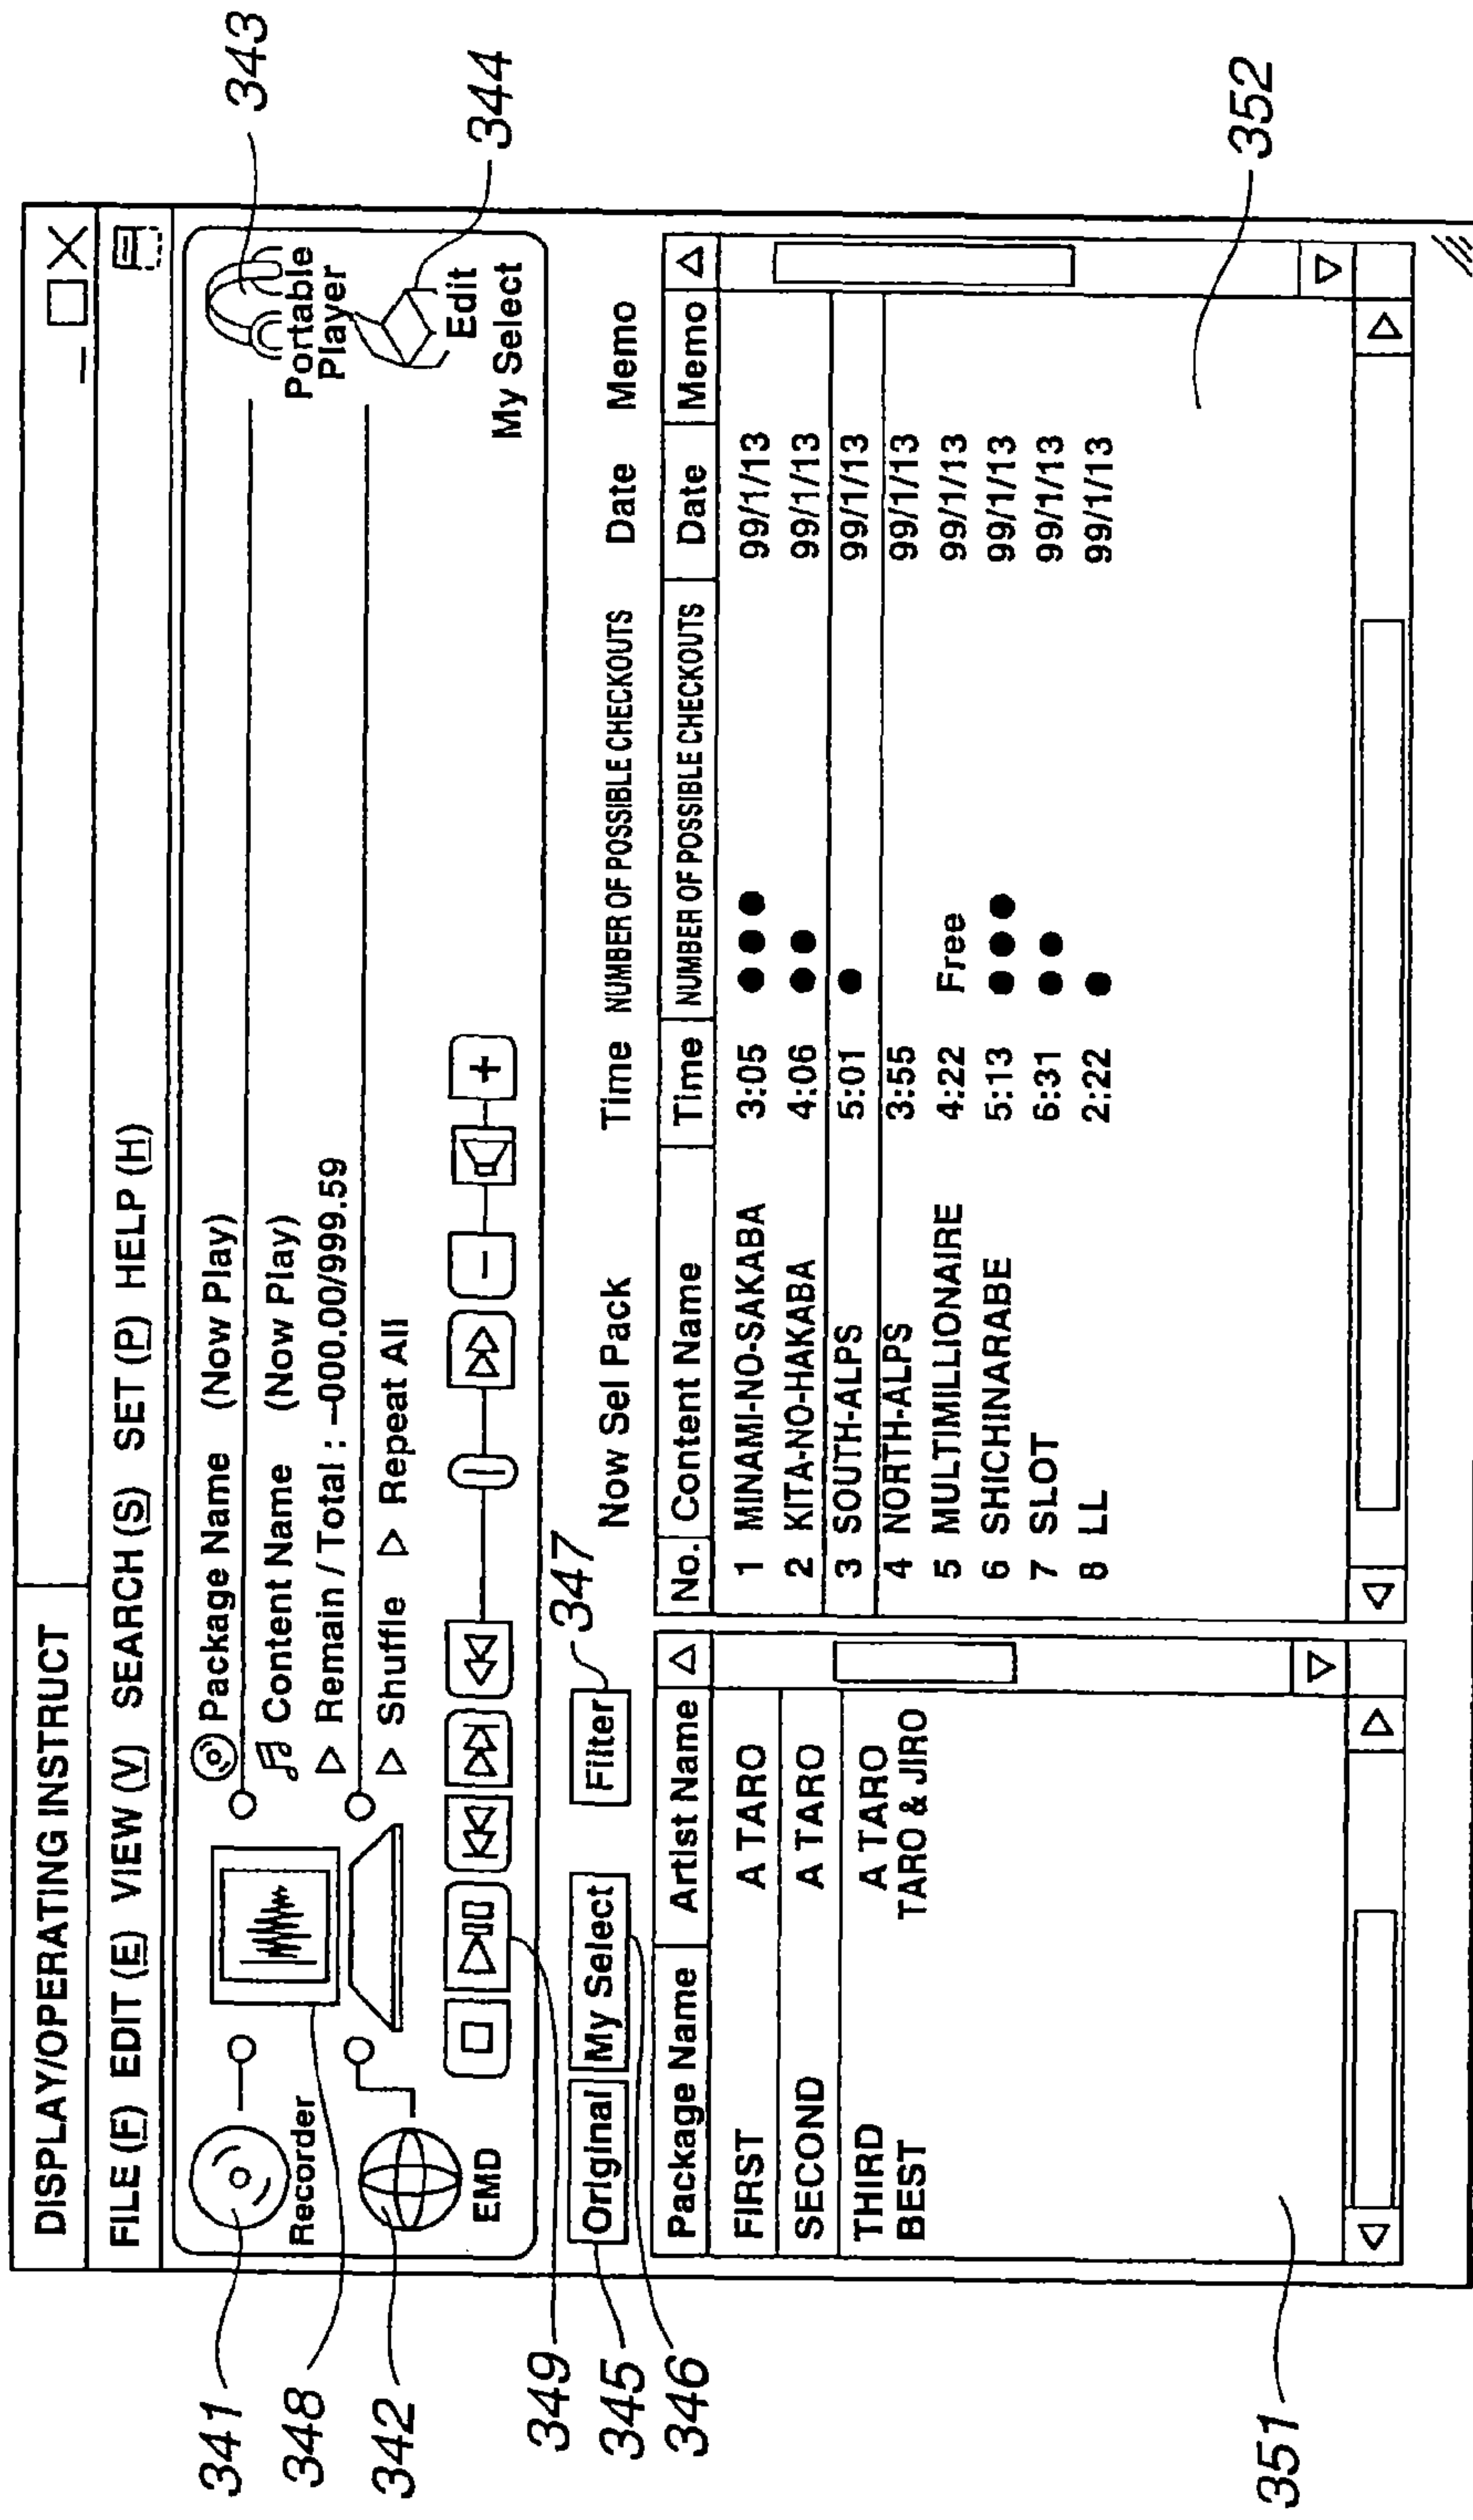 DISPLAY/OPERATING INSTRUCT
FILE (F) EDIT (E) VIEW (V) SEARCH (S) SET (P) HELP (H)
341
Recorder
348
342
EMD
Package Name (Now Play)
Content Name (Now Play)
Remain / Total : -000.00/999.59
Shuffle Repeat All
343
Portable
Player
344
Edit
My Select
349
345
346
Original My Select Filter 347
Now Sel Pack Time NUMBER OF POSSIBLE CHECKOUTS Date Memo
Package Name Artist Name
FIRST A TARO
SECOND A TARO
THIRD A TARO
BEST TARO & JIRO
351
No. Content Name Time NUMBER OF POSSIBLE CHECKOUTS Date Memo
1 MINAMI-NO-SAKABA 3:05 ●●● 99/1/13
2 KITA-NO-HAKABA 4:06 ●● 99/1/13
3 SOUTH-ALPS 5:01 ● 99/1/13
4 NORTH-ALPS 3:55 99/1/13
5 MULTIMILLIONAIRE 4:22 Free 99/1/13
6 SHICHINARABE 5:13 ●●● 99/1/13
7 SLOT 6:31 ●● 99/1/13
8 LL 2:22 ● 99/1/13
352